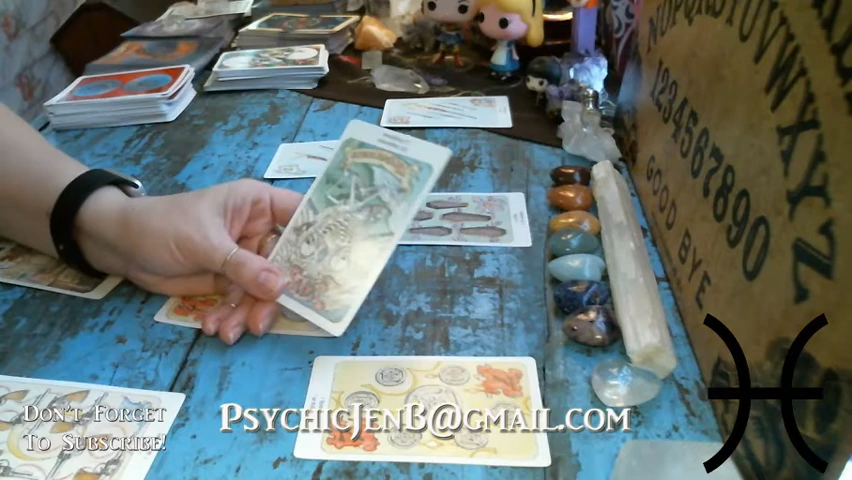 NOPQRSTUVWXYZ
1234567890
GOOD BYE
DON'T FORGET
TO SUBSCRIBE!
PSYCHICJENB@GMAIL.COM